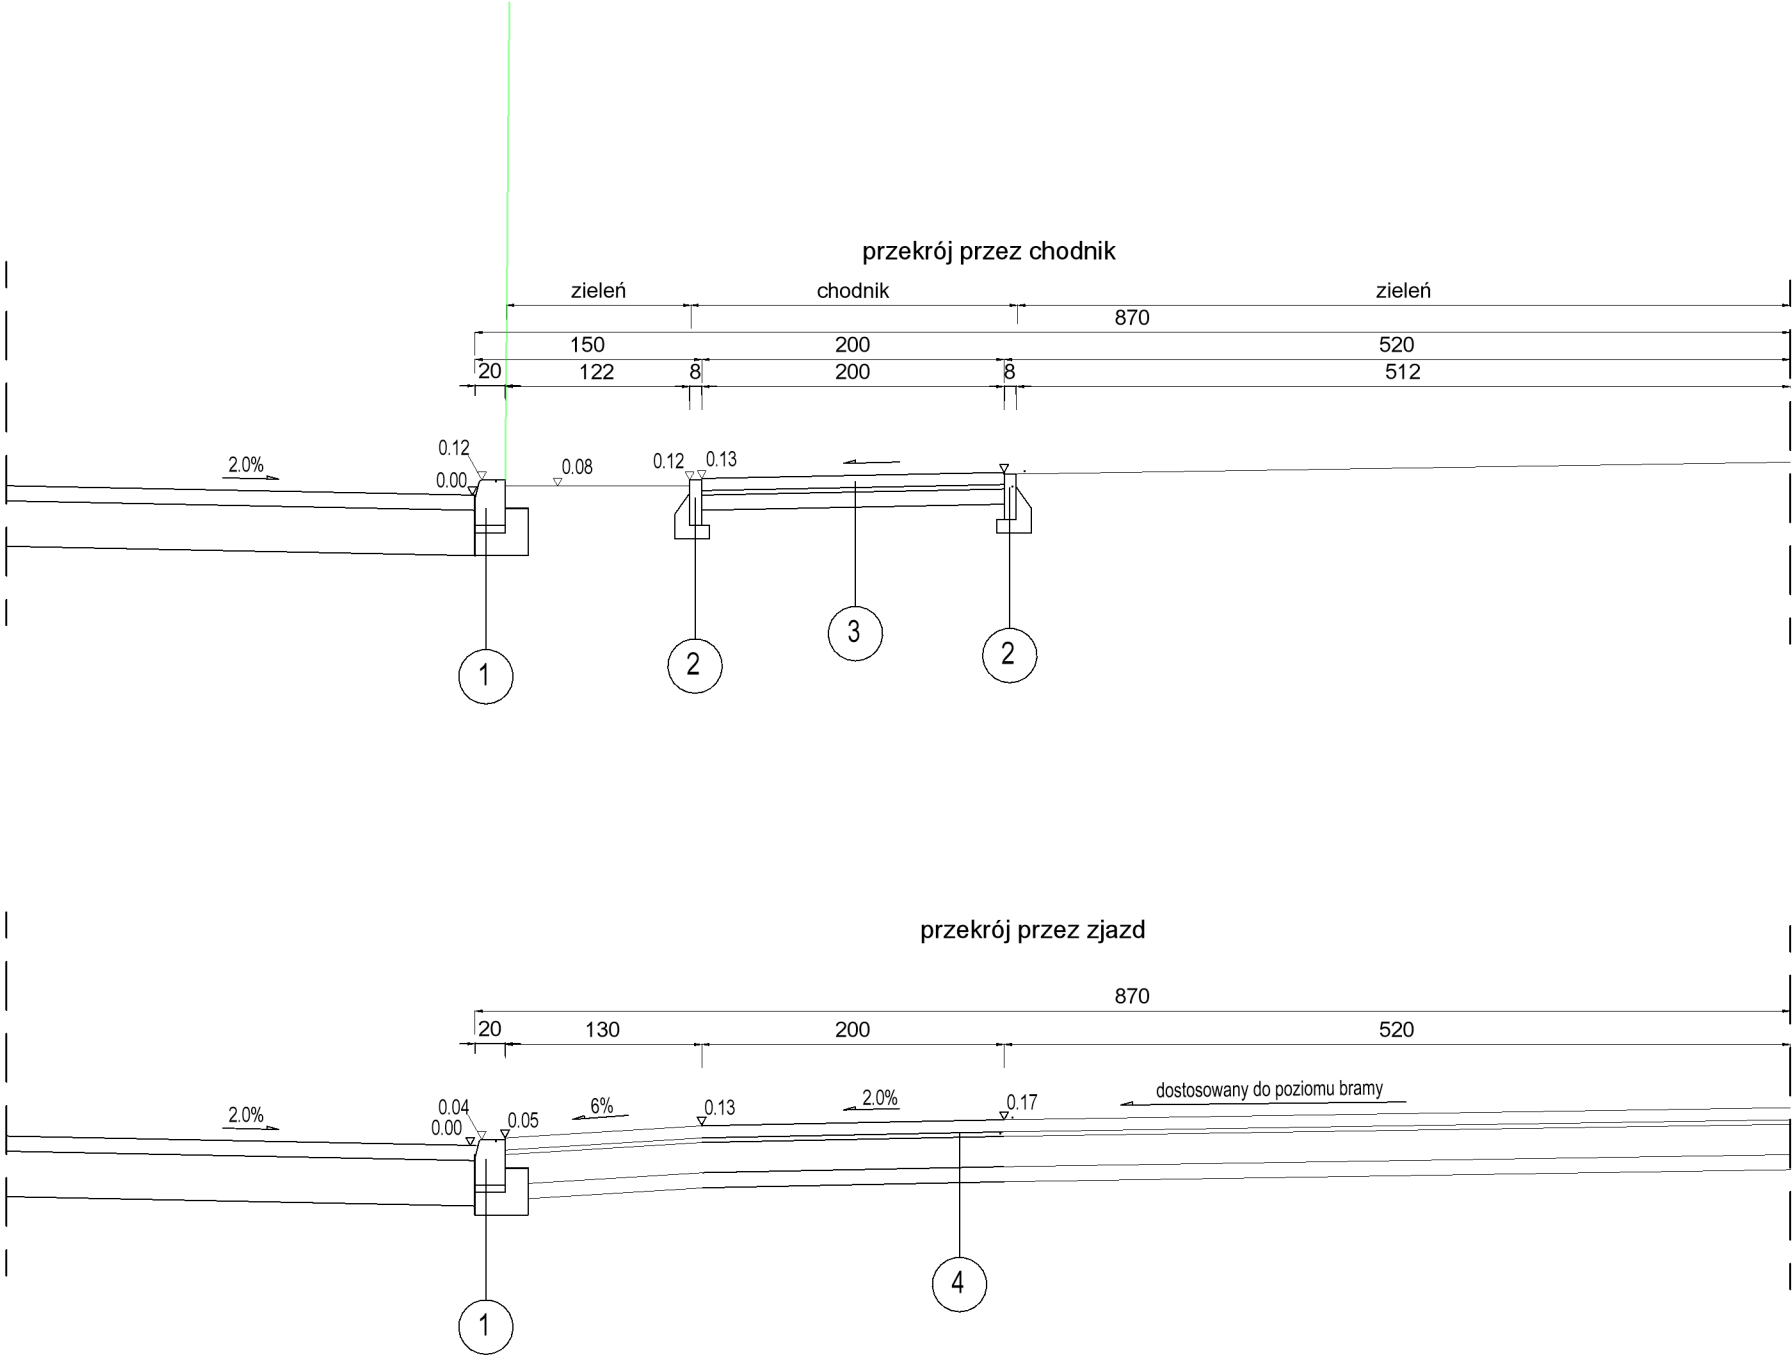 przekrój przez chodnik
zieleń chodnik zieleń
870
150 200 520
20 122 8 200 8 512
0.12
2.0% 0.00 0.08 0.12 0.13
1 2 3 2
przekrój przez zjazd
870
20 130 200 520
2.0% 0.04 0.00 0.05 6% 0.13 2.0% 0.17 dostosowany do poziomu bramy
4
1